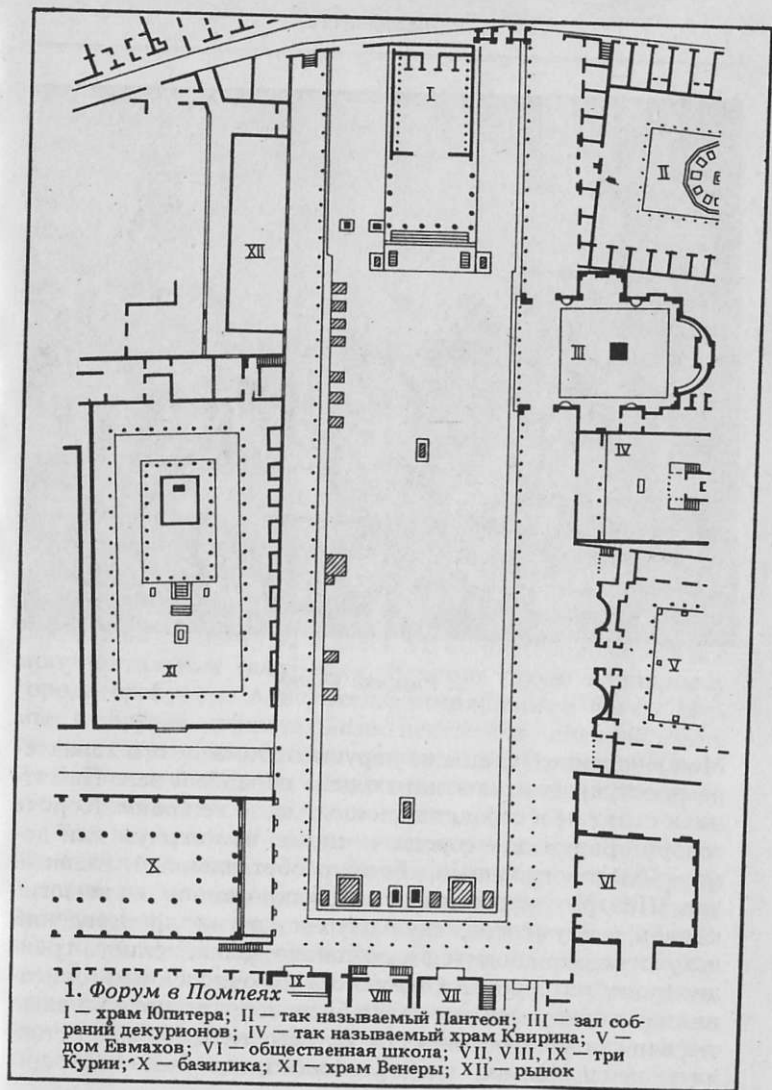 I
II
XII
III
IV
XI
V
X
VI
IX
VIII
VII
1. Форум в Помпеях
I — храм Юпитера; II — так называемый Пантеон; III — зал соб-
раний декурионов; IV — так называемый храм Квирина;
дом Евмахов; VI — общественная школа; VII, VIII, IX — три
Курии; X — базилика; XI — храм Венеры; XII — рынок